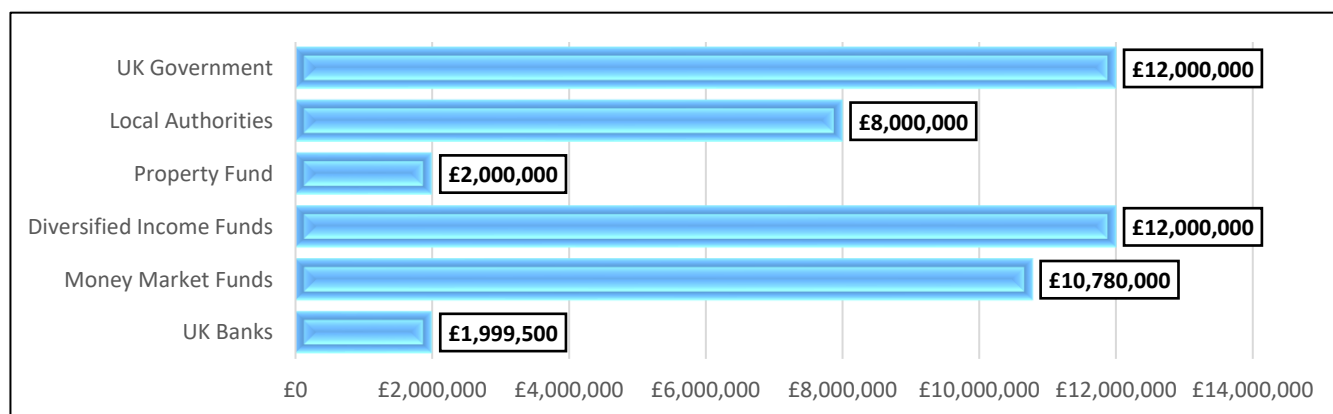 UK Government £12,000,000
Local Authorities £8,000,000
Property Fund £2,000,000
Diversified Income Funds £12,000,000
Money Market Funds £10,780,000
UK Banks £1,999,500
£0 £2,000,000 £4,000,000 £6,000,000 £8,000,000 £10,000,000 £12,000,000 £14,000,000